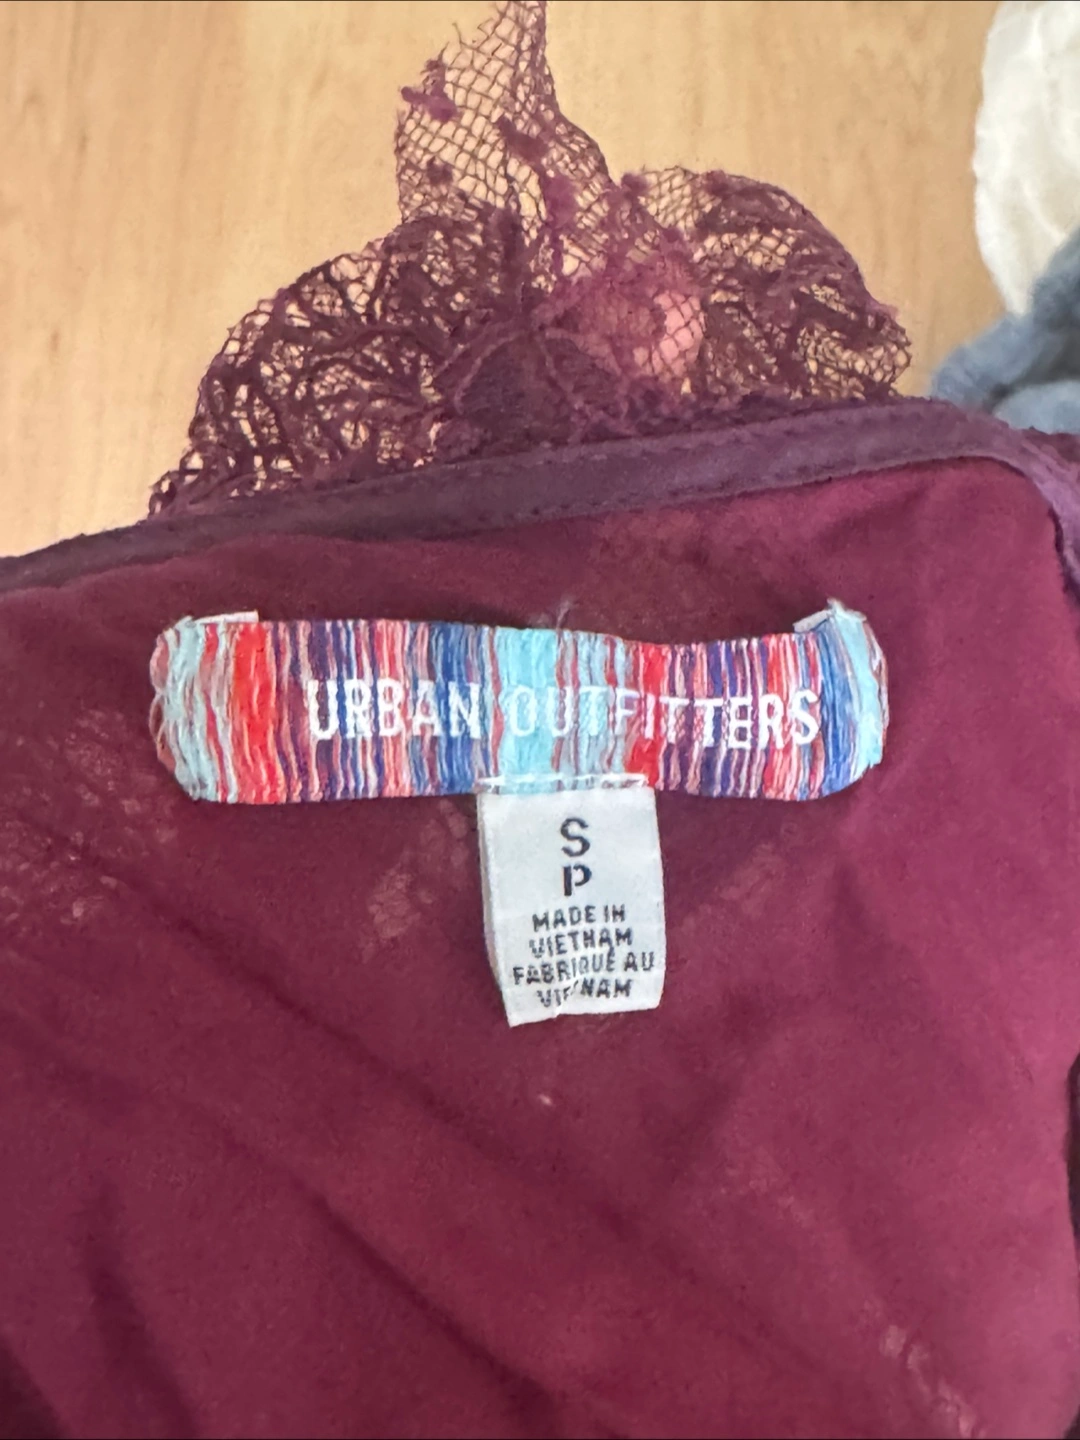 URBAN OUTFITTERS
S
P
MADE IN
VIETNAM
FABRIQUÉ AU
VIETNAM